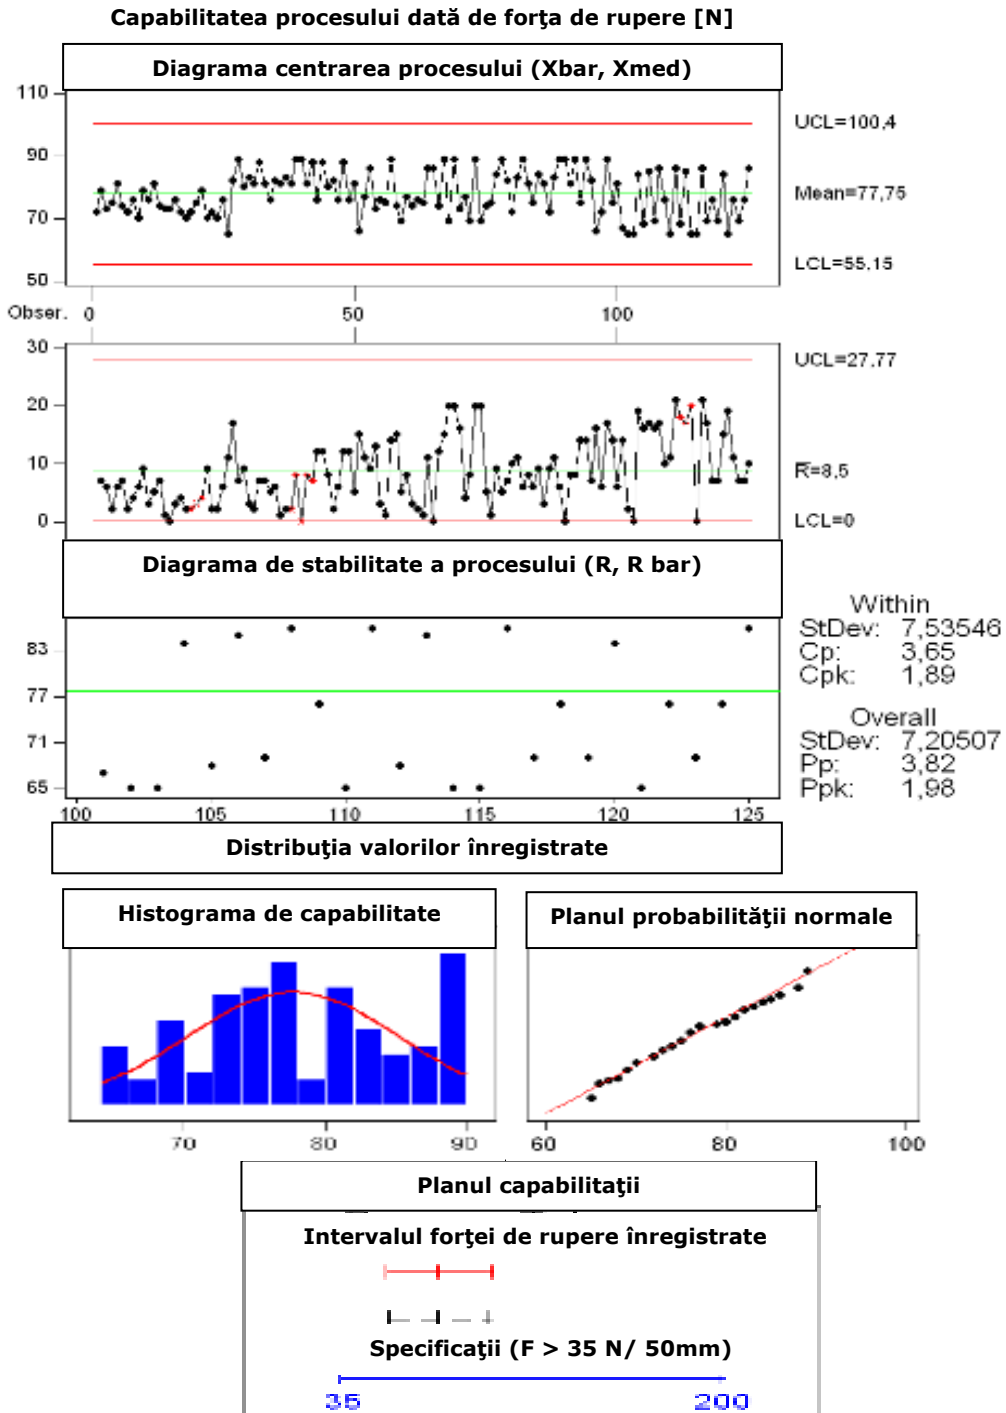 Capabilitatea procesului dată de forţa de rupere [N]
Diagrama centrarea procesului (Xbar, Xmed)
110
90
70
50
UCL=100,4
Mean=77,75
LCL=55,15
Obser. 0 50 100
30
20
10
0
UCL=27,77
R=8,5
LCL=0
Diagrama de stabilitate a procesului (R, R bar)
83
77
71
65
100 105 110 115 120 125
Within
StDev: 7,53546
Cp: 3,65
Cpk: 1,89
Overall
StDev: 7,20507
Pp: 3,82
Ppk: 1,98
Distribuţia valorilor înregistrate
Histograma de capabilitate
70 80 90
Planul probabilităţii normale
60 80 100
Planul capabilitaţii
Intervalul forţei de rupere înregistrate
Specificaţii (F > 35 N/ 50mm)
35 200